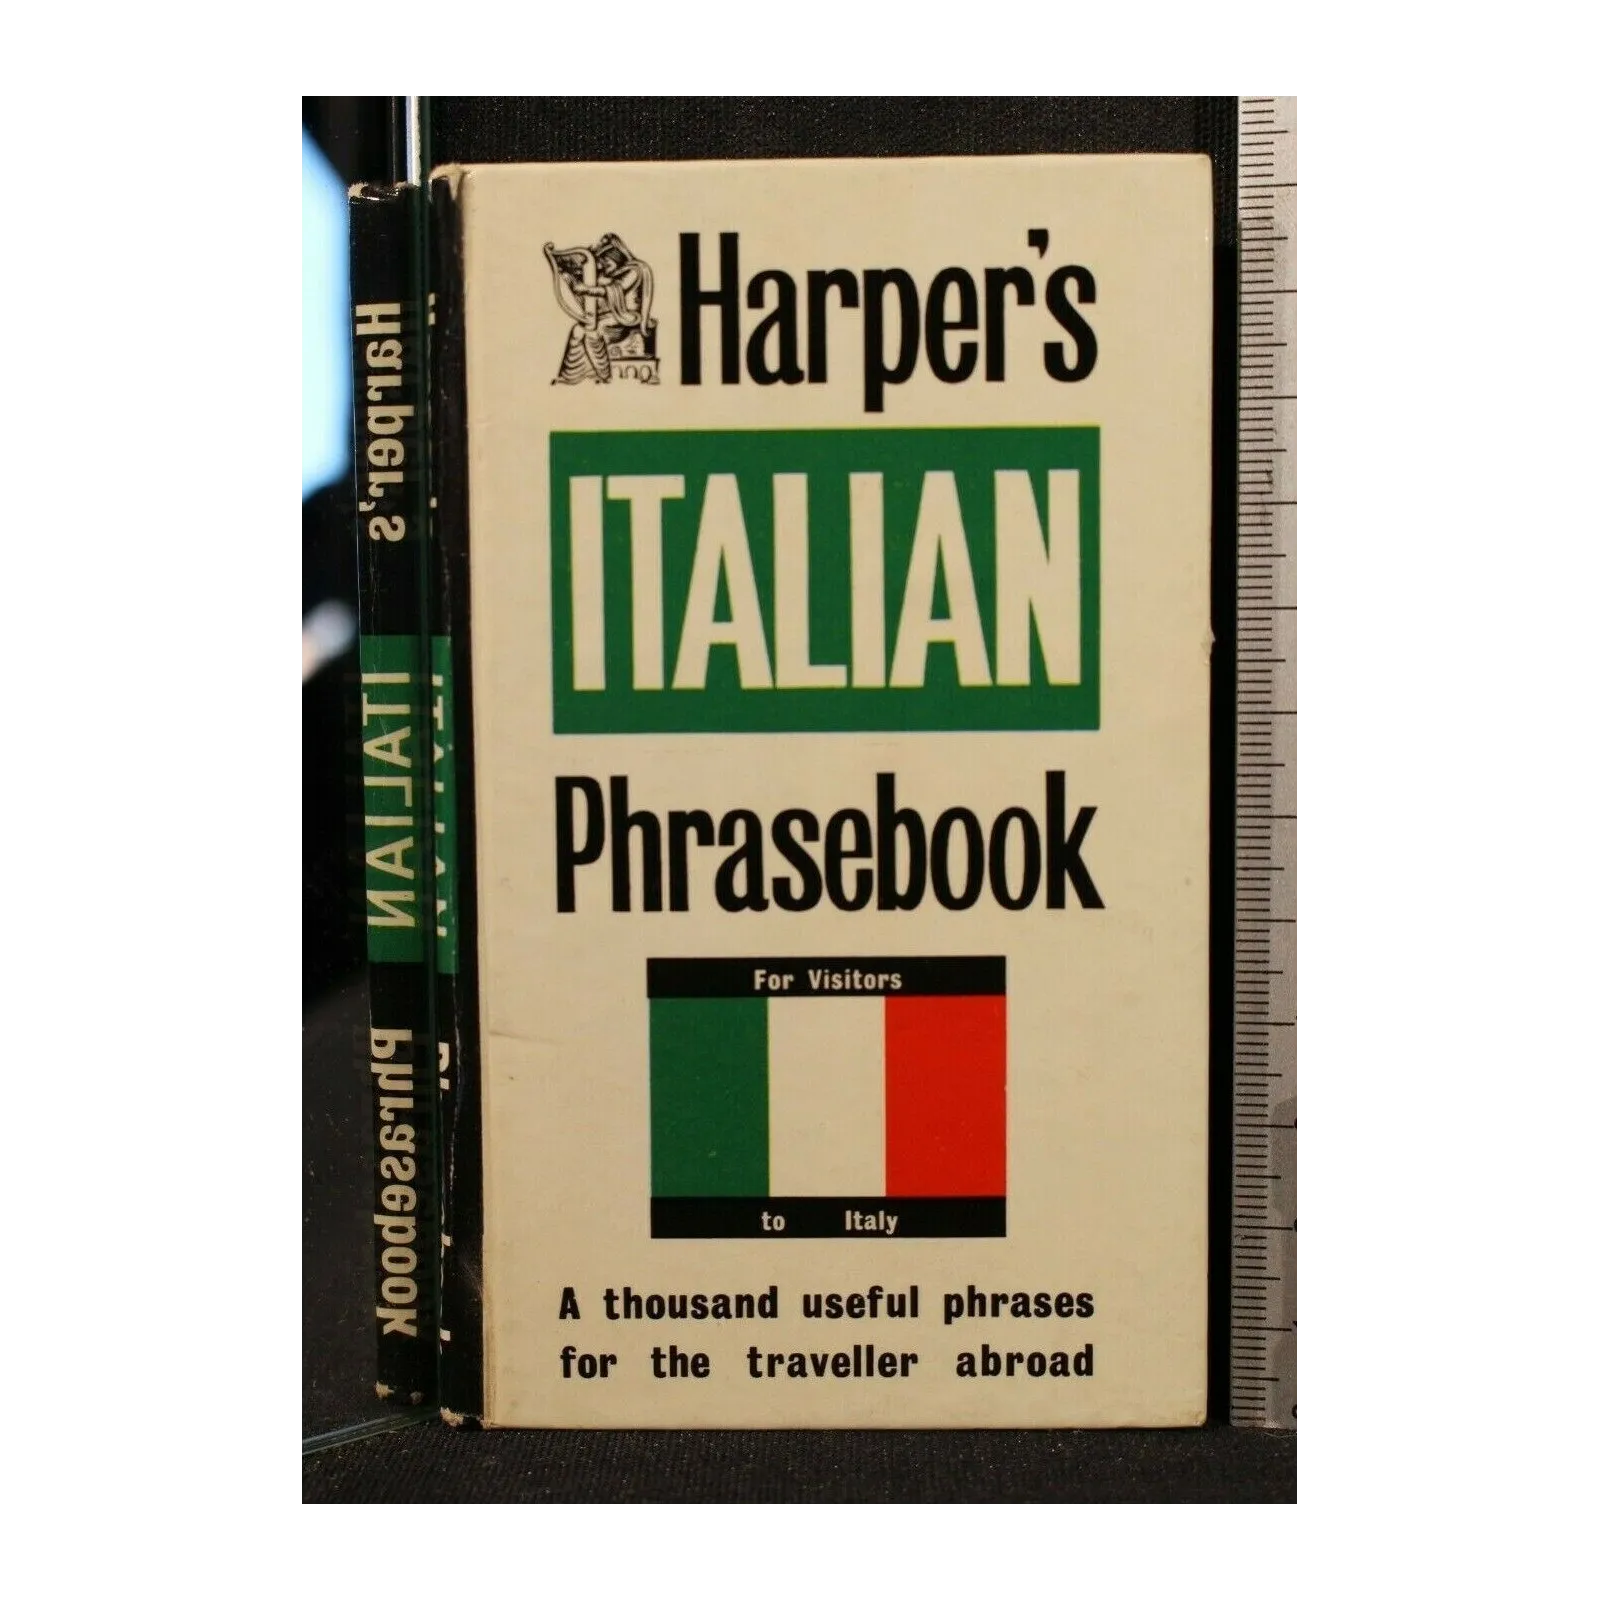 Harper's
ITALIAN
Phrasebook
For Visitors
to Italy
A thousand useful phrases
for the traveller abroad
Harper's ITALIAN Phrasebook